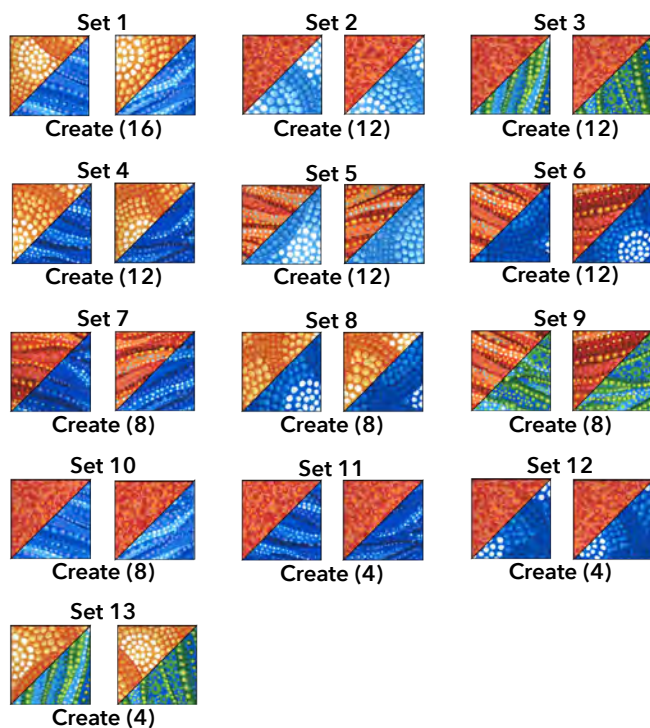 Set 1
Set 2
Set 3
Create (16)
Create (12)
Create (12)
Set 4
Set 5
Set 6
Create (12)
Create (12)
Create (12)
Set 7
Set 8
Set 9
Create (8)
Create (8)
Create (8)
Set 10
Set 11
Set 12
Create (8)
Create (4)
Create (4)
Set 13
Create (4)